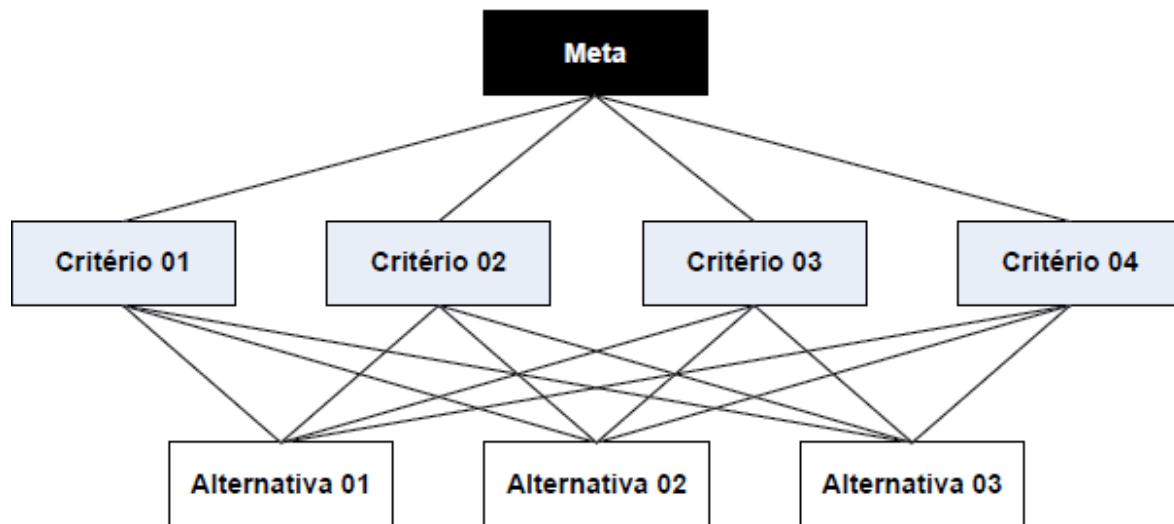 Meta
Critério 01
Critério 02
Critério 03
Critério 04
Alternativa 01
Alternativa 02
Alternativa 03